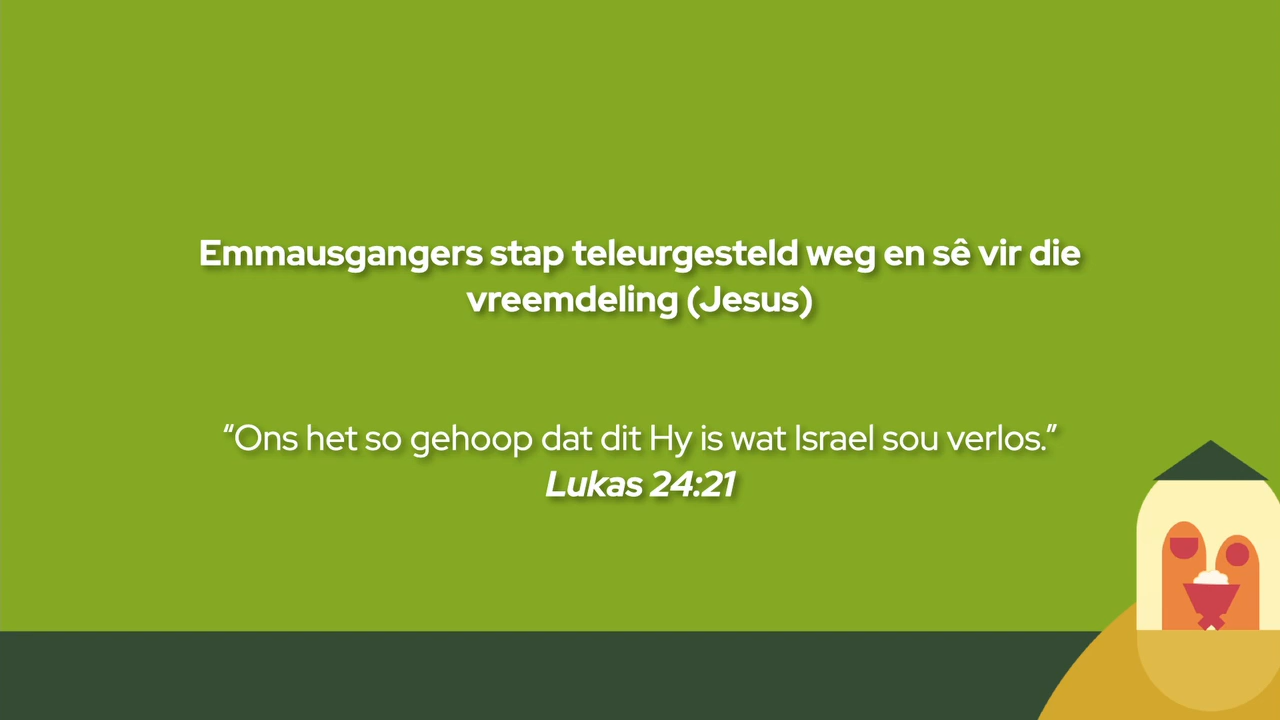 Emmausgangers stap teleurgesteld weg en sê vir die
vreemdeling (Jesus)
“Ons het so gehoop dat dit Hy is wat Israel sou verlos.”
Lukas 24:21